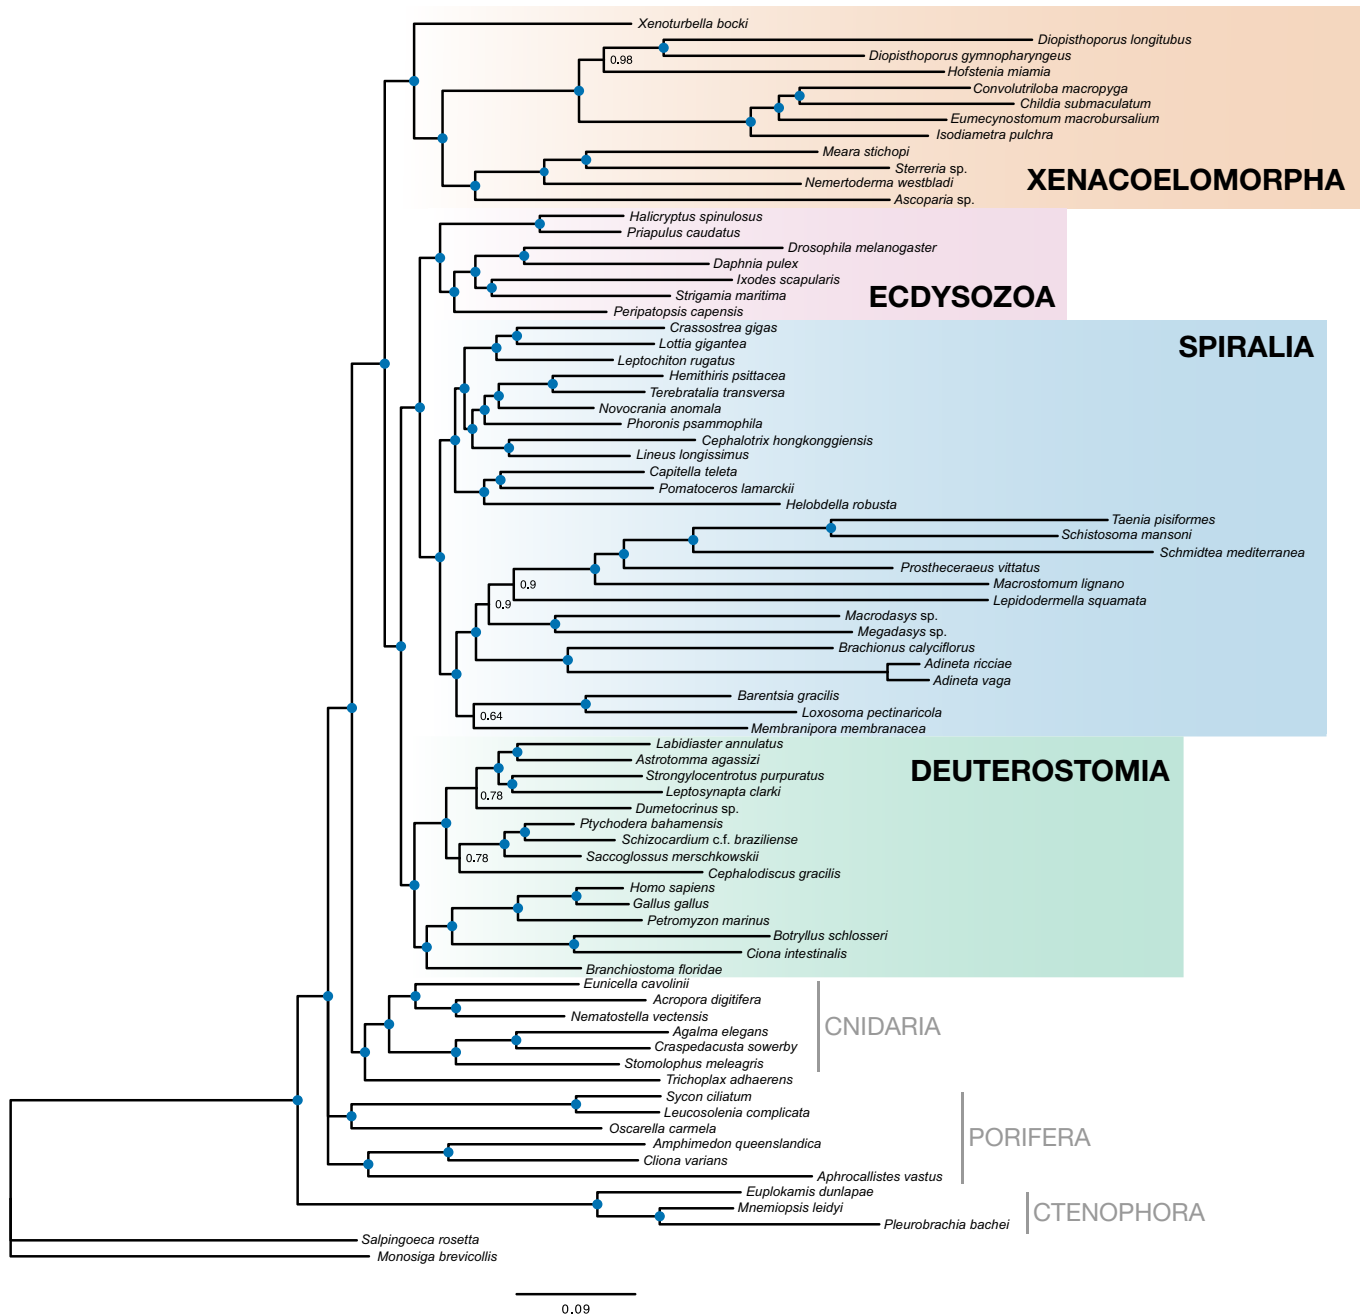 Xenoturbella bocki
Diopisthoporus longitubus
Diopisthoporus gymnopharyngeus
0.98
Hofstenia miamia
Convolutriloba macropyga
Childia submaculatum
Eumecynostomum macrobursalium
Isodiametra pulchra
Meara stichopi
Sterreria sp.
Nemertoderma westbladi
XENACOELOMORPHA
Ascoparia sp.
Halicryptus spinulosus
Priapulus caudatus
Drosophila melanogaster
Daphnia pulex
Ixodes scapularis
Strigamia maritima
ECDYSOZOA
Peripatopsis capensis
Crassostrea gigas
Lottia gigantea
SPIRALIA
Leptochiton rugatus
Hemithiris psittacea
Terebratalia transversa
Novocrania anomala
Phoronis psammophila
Cephalotrix hongkonggiensis
Lineus longissimus
Capitella teleta
Pomatoceros lamarckii
Helobdella robusta
Taenia pisiformes
Schistosoma mansoni
Schmidtea mediterranea
Prostheceraeus vittatus
0.9
Macrostomum lignano
0.9
Lepidodermella squamata
Macrodasys sp.
Megadasys sp.
Brachionus calyciflorus
Adineta ricciae
Adineta vaga
Barentsia gracilis
0.64
Loxosoma pectinaricola
Membranipora membranacea
Labidiaster annulatus
Astrotomma agassizi
DEUTEROSTOMIA
Strongylocentrotus purpuratus
0.78
Leptosynapta clarki
Dumetocrinus sp.
Ptychodera bahamensis
Schizocardium c.f. braziliense
0.78
Saccoglossus merschkowskii
Cephalodiscus gracilis
Homo sapiens
Gallus gallus
Petromyzon marinus
Botryllus schlosseri
Ciona intestinalis
Branchiostoma floridae
Eunicella cavolinii
Acropora digitifera
Nematostella vectensis
CNIDARIA
Agalma elegans
Craspedacusta sowerby
Stomolophus meleagris
Trichoplax adhaerens
Sycon ciliatum
Leucosolenia complicata
Oscarella carmela
PORIFERA
Amphimedon queenslandica
Cliona varians
Aphrocallistes vastus
Euplokamis dunlapae
Mnemiopsis leidyi
CTENOPHORA
Pleurobrachia bachei
Salpingoeca rosetta
Monosiga brevicollis
0.09